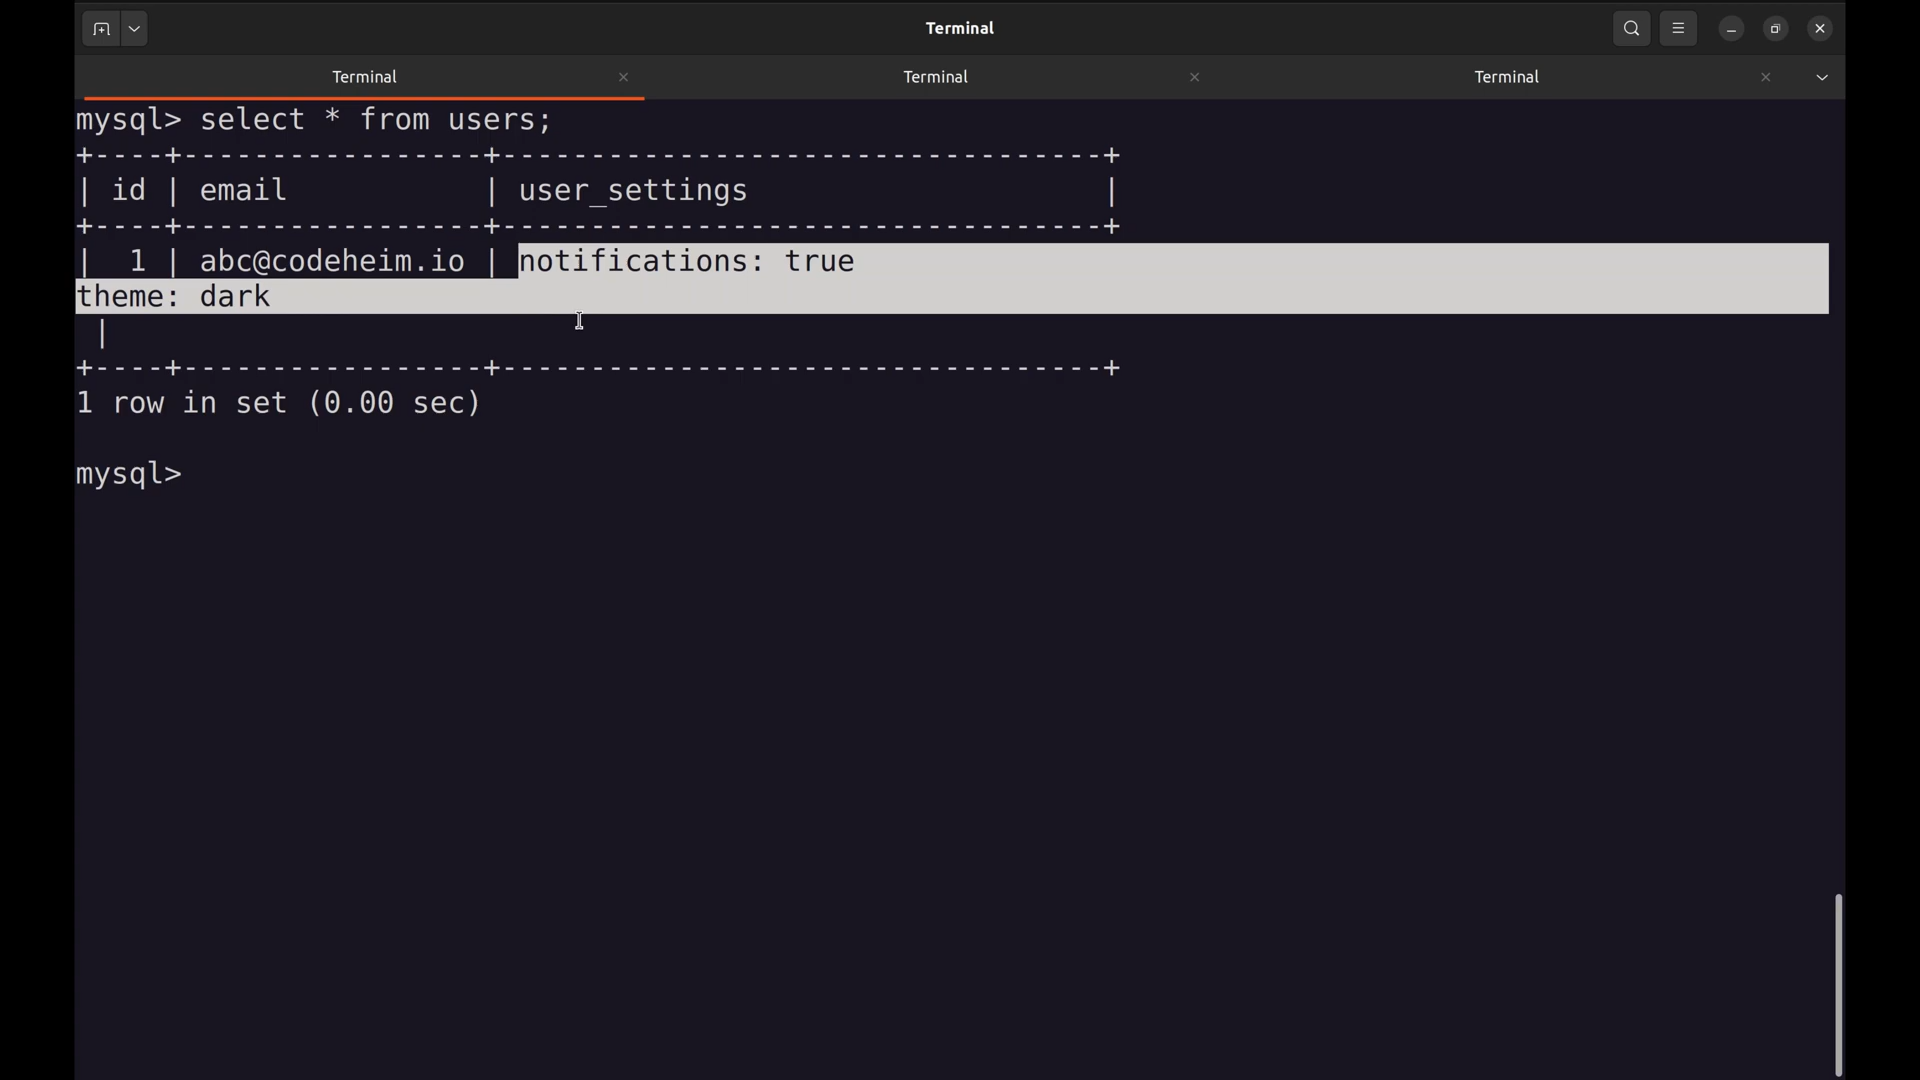 Terminal
Terminal Terminal Terminal
mysql> select * from users;
+----+-----------------+----------------------------------+
| id | email           | user_settings                    |
+----+-----------------+----------------------------------+
|  1 | abc@codeheim.io | notifications: true
theme: dark
 |
+----+-----------------+----------------------------------+
1 row in set (0.00 sec)
mysql>